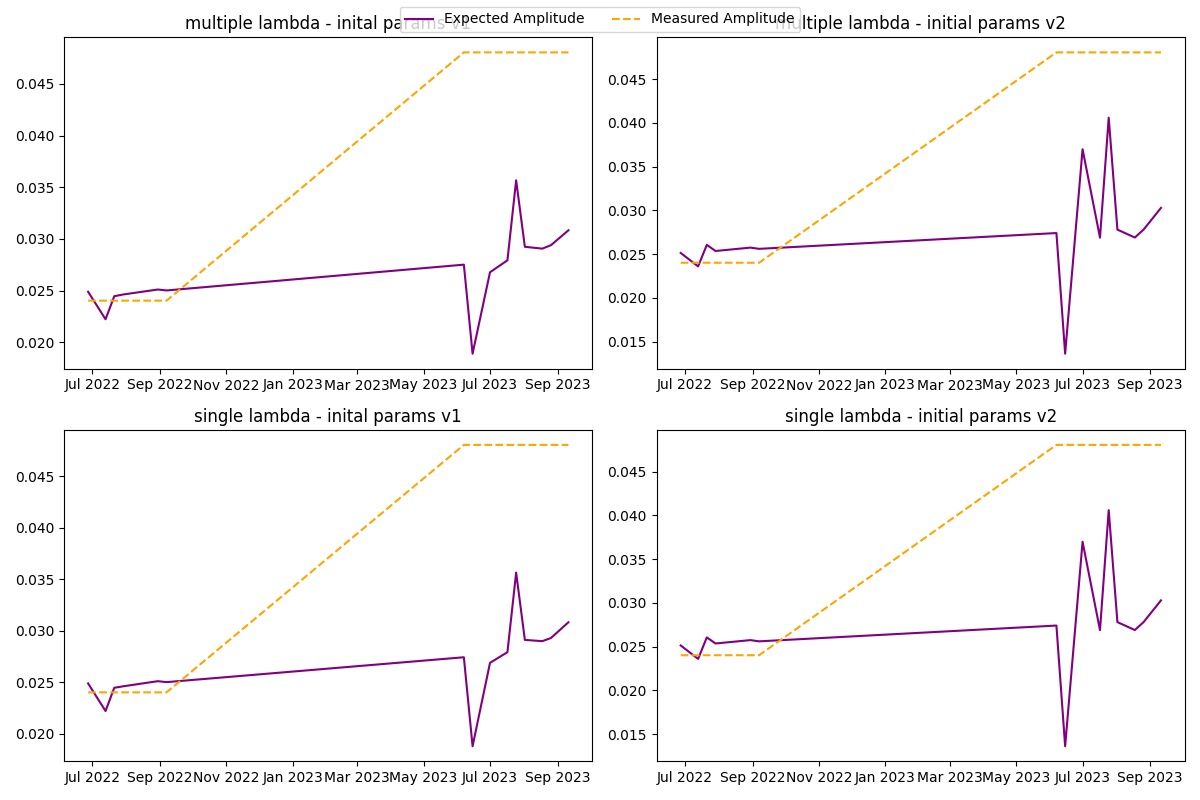 Expected Amplitude Measured Amplitude
multiple lambda - inital params v1
multiple lambda - initial params v2
0.045
0.040
0.035
0.030
0.025
0.020
Jul 2022 Sep 2022 Nov 2022 Jan 2023 Mar 2023 May 2023 Jul 2023 Sep 2023
0.045
0.040
0.035
0.030
0.025
0.020
0.015
Jul 2022 Sep 2022 Nov 2022 Jan 2023 Mar 2023 May 2023 Jul 2023 Sep 2023
single lambda - inital params v1
0.045
0.040
0.035
0.030
0.025
0.020
Jul 2022 Sep 2022 Nov 2022 Jan 2023 Mar 2023 May 2023 Jul 2023 Sep 2023
single lambda - initial params v2
0.045
0.040
0.035
0.030
0.025
0.020
0.015
Jul 2022 Sep 2022 Nov 2022 Jan 2023 Mar 2023 May 2023 Jul 2023 Sep 2023